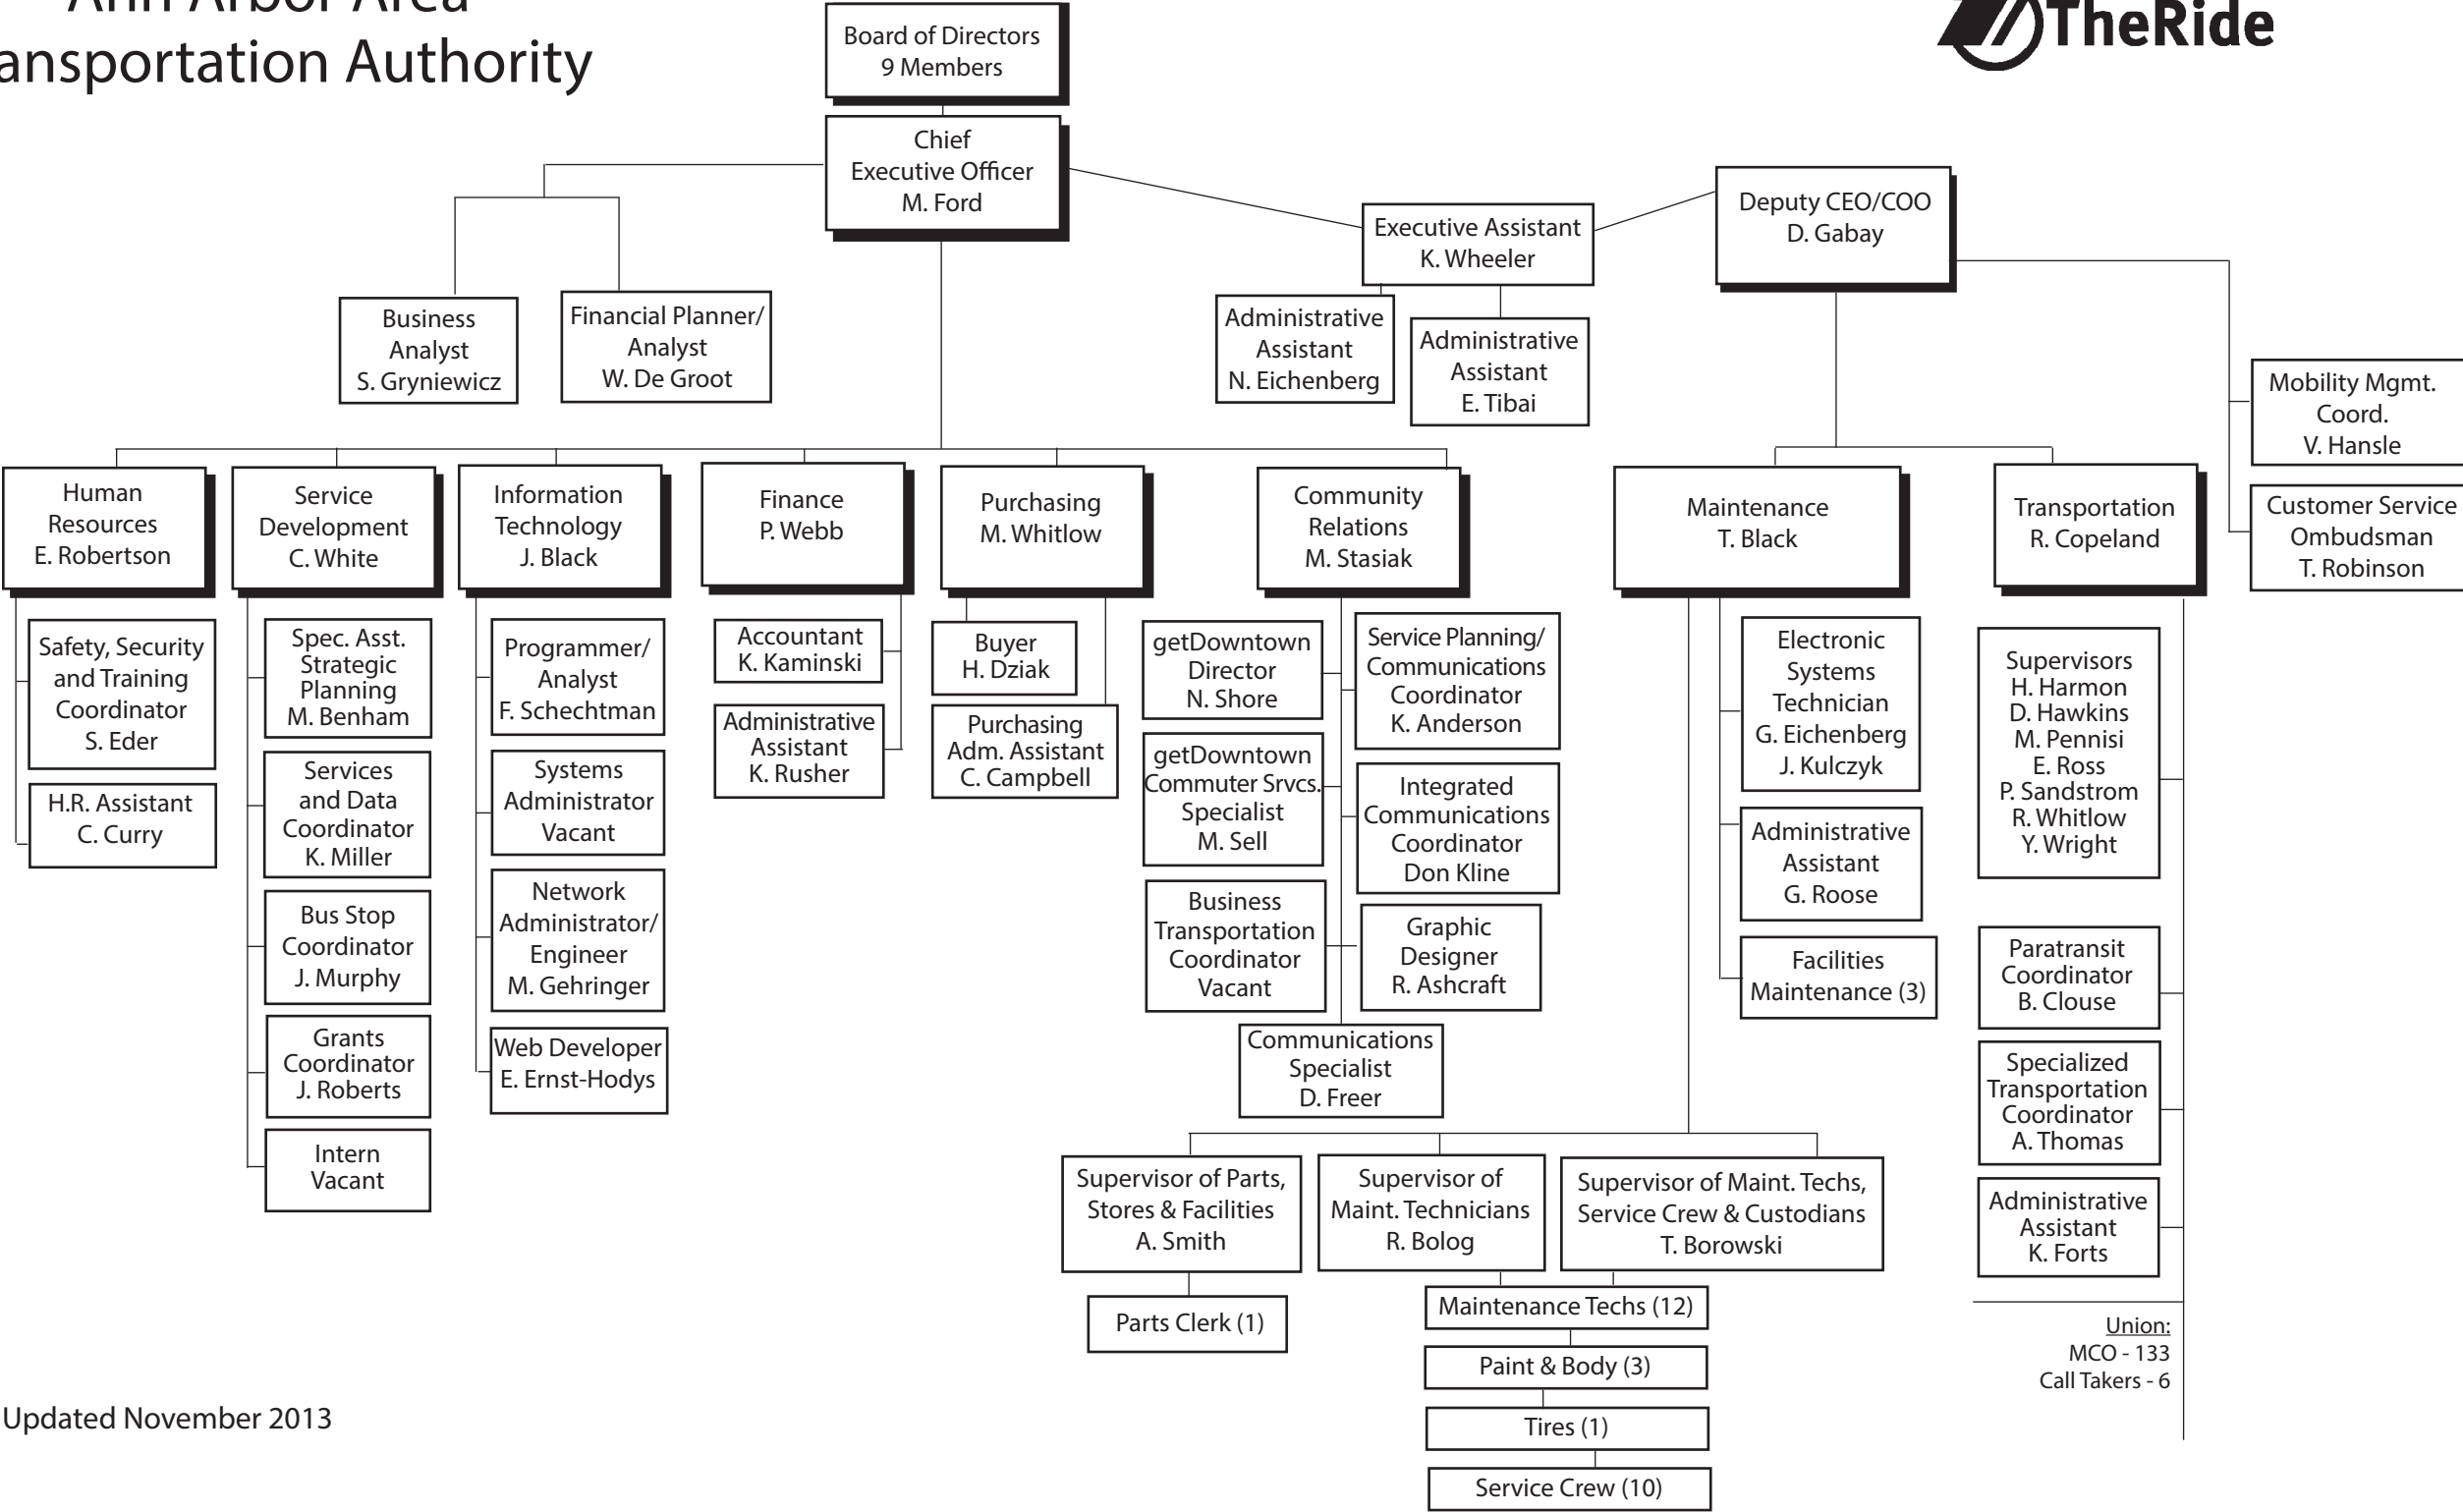 Ann Arbor Area
ansportation Authority
TheRide
Board of Directors
9 Members
Chief
Executive Officer
M. Ford
Executive Assistant
K. Wheeler
Deputy CEO/COO
D. Gabay
Business
Analyst
S. Gryniewicz
Financial Planner/
Analyst
W. De Groot
Administrative
Assistant
N. Eichenberg
Administrative
Assistant
E. Tibai
Mobility Mgmt.
Coord.
V. Hansle
Customer Service
Ombudsman
T. Robinson
Human
Resources
E. Robertson
Service
Development
C. White
Information
Technology
J. Black
Finance
P. Webb
Purchasing
M. Whitlow
Community
Relations
M. Stasiak
Maintenance
T. Black
Transportation
R. Copeland
Safety, Security
and Training
Coordinator
S. Eder
H.R. Assistant
C. Curry
Spec. Asst.
Strategic
Planning
M. Benham
Services
and Data
Coordinator
K. Miller
Bus Stop
Coordinator
J. Murphy
Grants
Coordinator
J. Roberts
Intern
Vacant
Programmer/
Analyst
F. Schechtman
Systems
Administrator
Vacant
Network
Administrator/
Engineer
M. Gehringer
Web Developer
E. Ernst-Hodys
Accountant
K. Kaminski
Administrative
Assistant
K. Rusher
Buyer
H. Dziak
Purchasing
Adm. Assistant
C. Campbell
getDowntown
Director
N. Shore
getDowntown
Commuter Srvcs.
Specialist
M. Sell
Business
Transportation
Coordinator
Vacant
Service Planning/
Communications
Coordinator
K. Anderson
Integrated
Communications
Coordinator
Don Kline
Graphic
Designer
R. Ashcraft
Communications
Specialist
D. Freer
Electronic
Systems
Technician
G. Eichenberg
J. Kulczyk
Administrative
Assistant
G. Roose
Facilities
Maintenance (3)
Supervisors
H. Harmon
D. Hawkins
M. Pennisi
E. Ross
P. Sandstrom
R. Whitlow
Y. Wright
Paratransit
Coordinator
B. Clouse
Specialized
Transportation
Coordinator
A. Thomas
Administrative
Assistant
K. Forts
Union:
MCO - 133
Call Takers - 6
Supervisor of Parts,
Stores & Facilities
A. Smith
Supervisor of
Maint. Technicians
R. Bolog
Supervisor of Maint. Techs,
Service Crew & Custodians
T. Borowski
Parts Clerk (1)
Maintenance Techs (12)
Paint & Body (3)
Tires (1)
Service Crew (10)
Updated November 2013